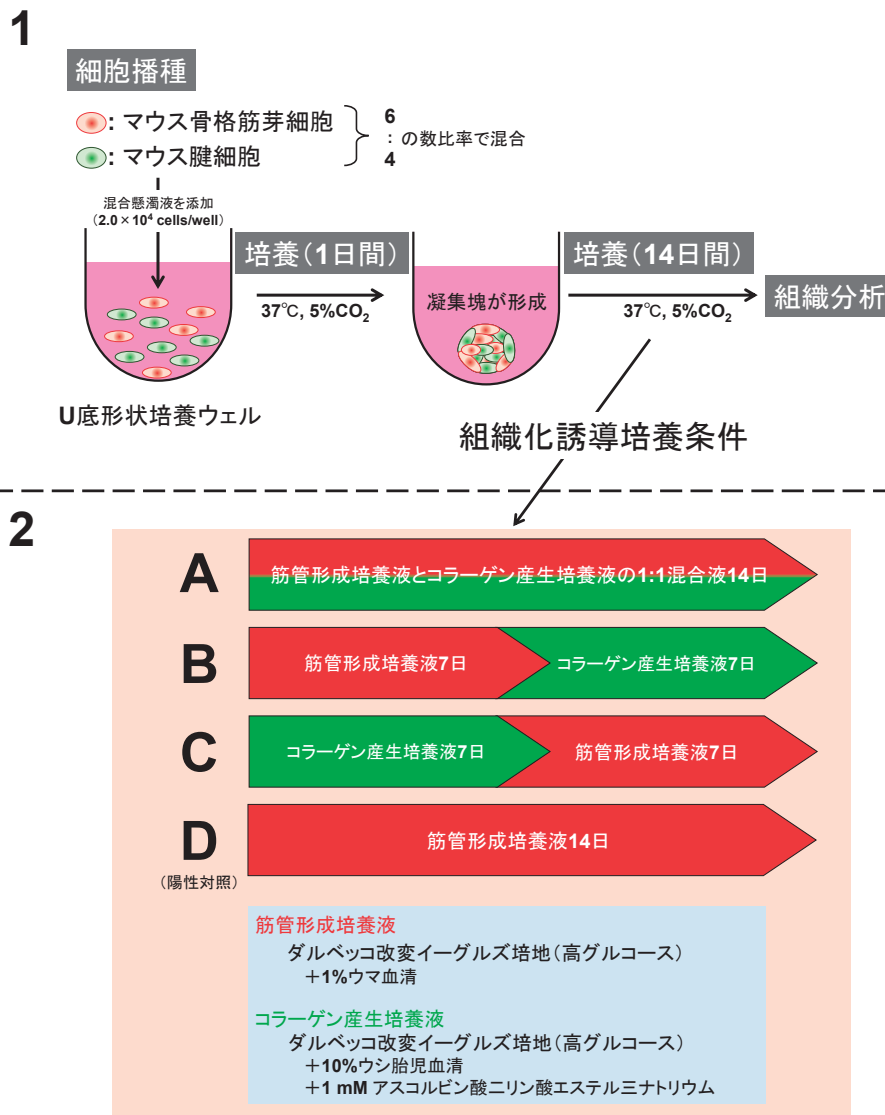 1
細胞播種
: マウス骨格筋芽細胞
: マウス腱細胞
6
:
4
の数比率で混合
混合懸濁液を添加
（2.0×10⁴ cells/well）
培養（1日間）
37℃, 5%CO₂
U底形状培養ウェル
凝集塊が形成
培養（14日間）
37℃, 5%CO₂
組織分析
組織化誘導培養条件
2
A
筋管形成培養液とコラーゲン産生培養液の1:1混合液14日
B
筋管形成培養液7日
コラーゲン産生培養液7日
C
コラーゲン産生培養液7日
筋管形成培養液7日
D
（陽性対照）
筋管形成培養液14日
筋管形成培養液
ダルベッコ改変イーグルズ培地（高グルコース）
＋1%ウマ血清
コラーゲン産生培養液
ダルベッコ改変イーグルズ培地（高グルコース）
＋10%ウシ胎児血清
＋1 mM アスコルビン酸二リン酸エステル三ナトリウム